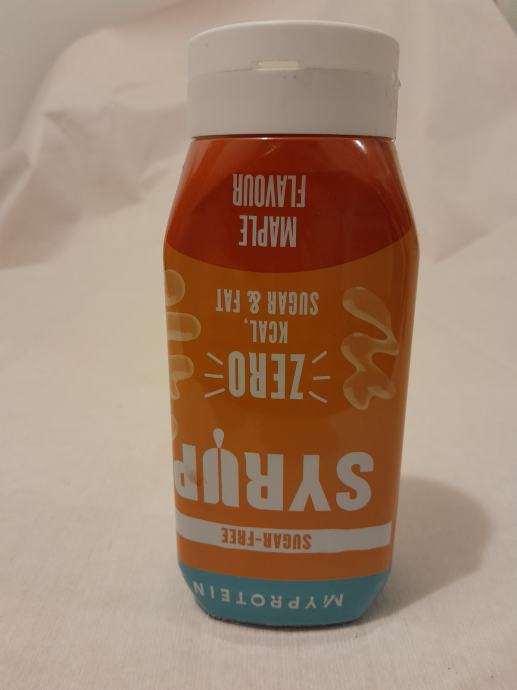 MYPROTEIN
SUGAR-FREE
SYRUP
ZERO
KCAL,
SUGAR & FAT
MAPLE
FLAVOUR